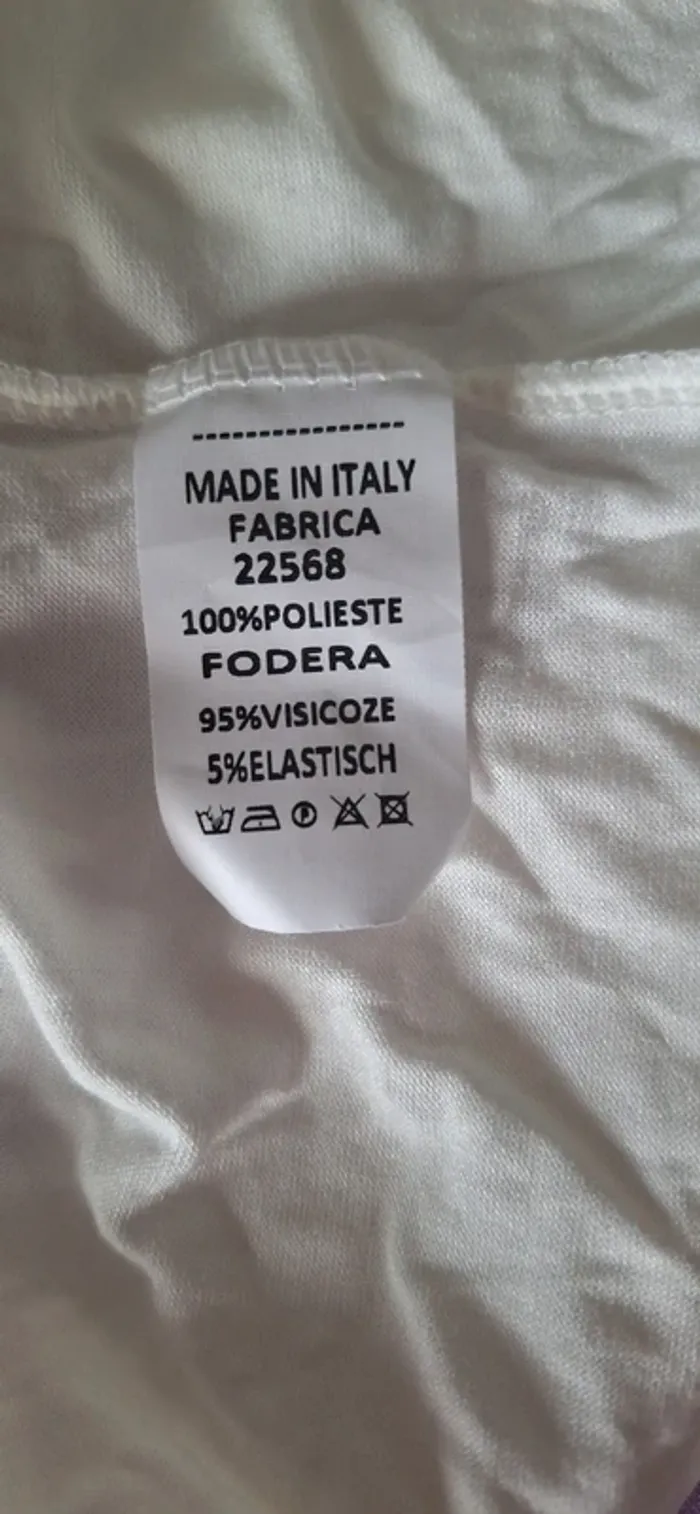 ----------------
MADE IN ITALY
FABRICA
22568
100%POLIESTE
FODERA
95%VISICOZE
5%ELASTISCH
P